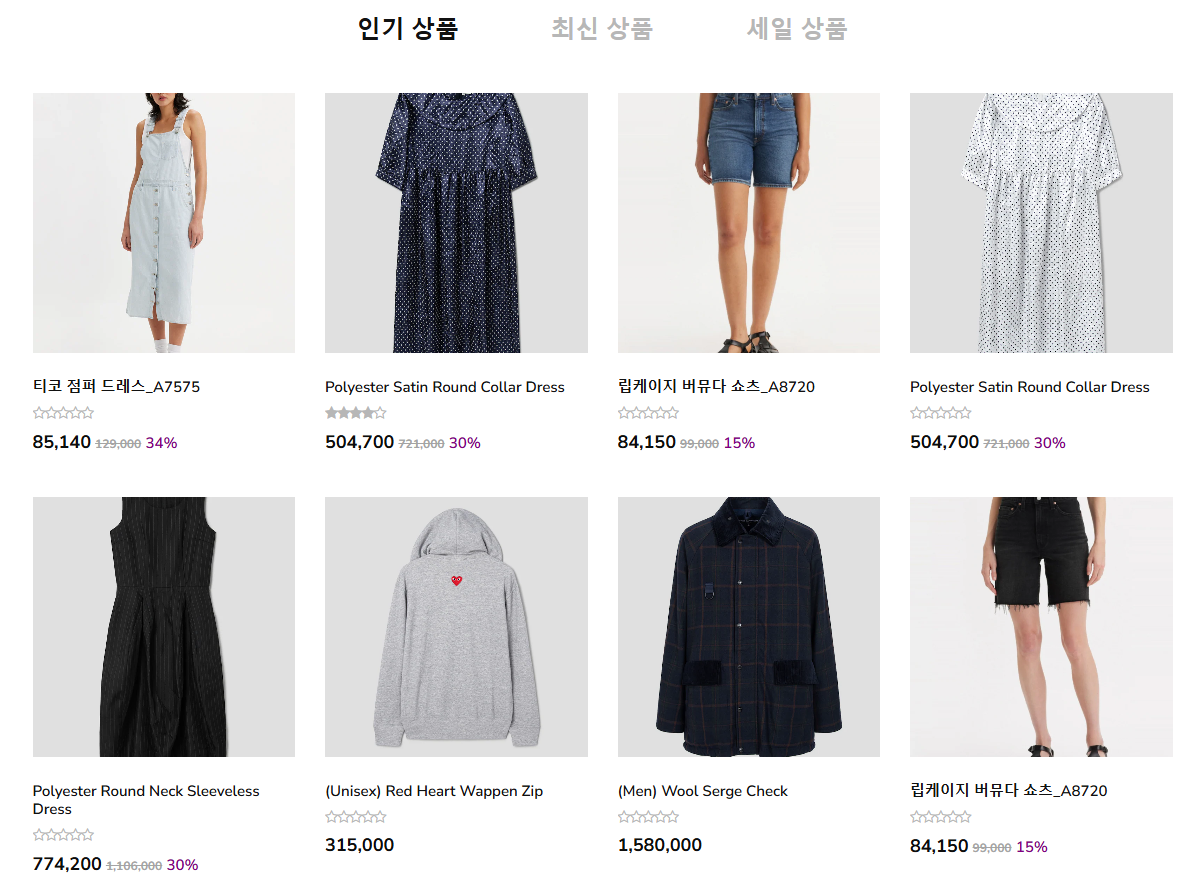 인기 상품 최신 상품 세일 상품
티코 점퍼 드레스_A7575
85,140 129,000 34%
Polyester Satin Round Collar Dress
504,700 721,000 30%
립케이지 버뮤다 쇼츠_A8720
84,150 99,000 15%
Polyester Satin Round Collar Dress
504,700 721,000 30%
Polyester Round Neck Sleeveless
Dress
774,200 1,106,000 30%
(Unisex) Red Heart Wappen Zip
315,000
(Men) Wool Serge Check
1,580,000
립케이지 버뮤다 쇼츠_A8720
84,150 99,000 15%